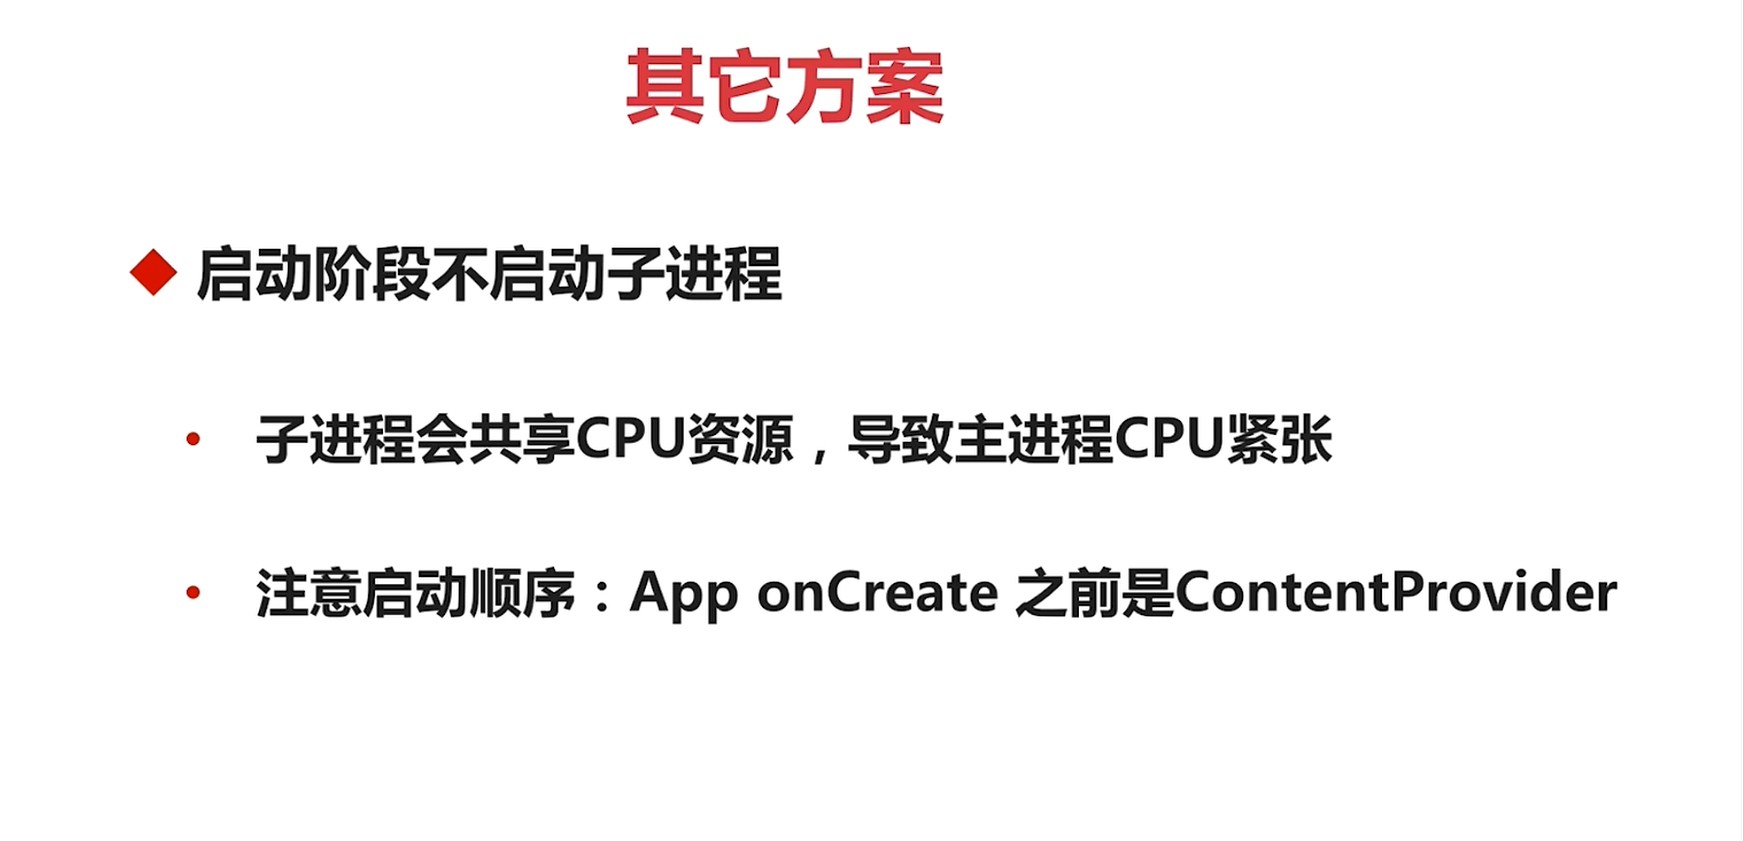 其它方案
启动阶段不启动子进程
子进程会共享CPU资源，导致主进程CPU紧张
注意启动顺序：App onCreate 之前是ContentProvider